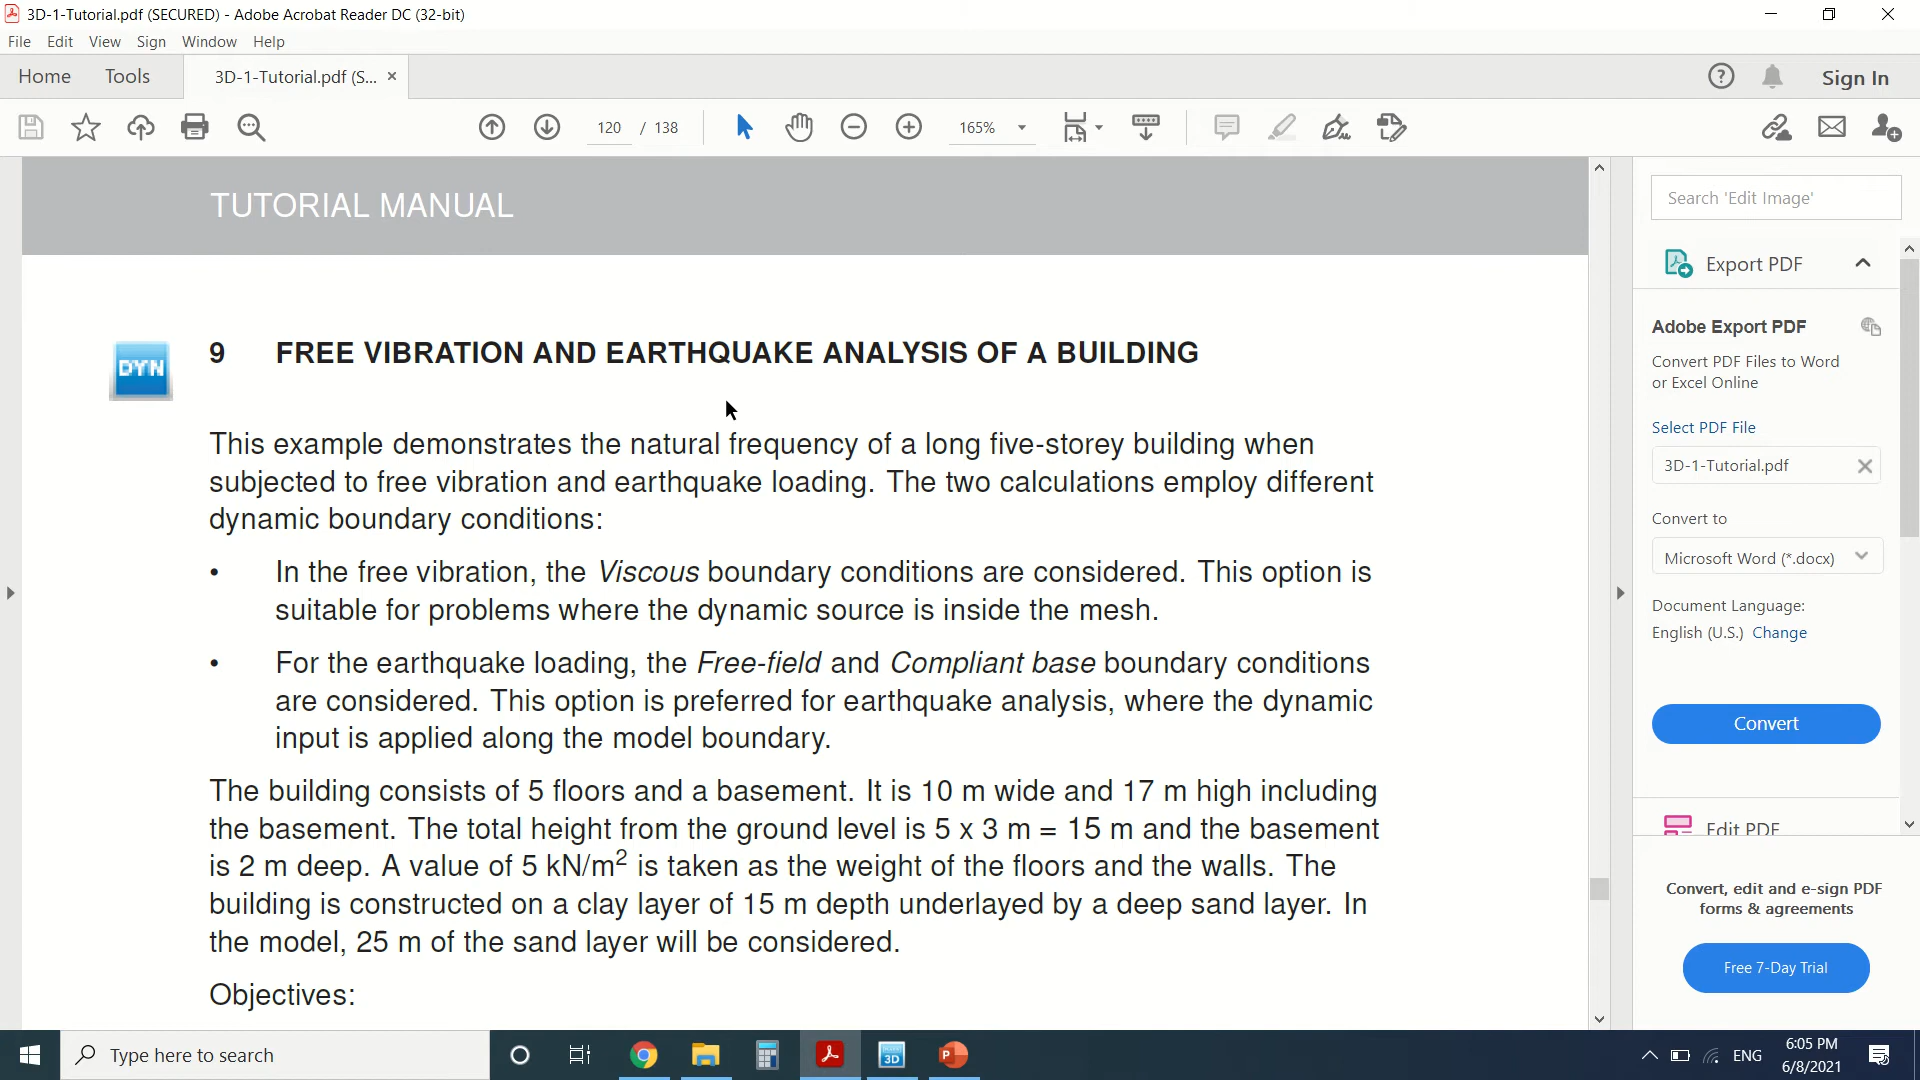 3D-1-Tutorial.pdf (SECURED) - Adobe Acrobat Reader DC (32-bit)
File Edit View Sign Window Help
Home Tools 3D-1-Tutorial.pdf (S... × Sign In
120 / 138 165%
TUTORIAL MANUAL
DYN
9 FREE VIBRATION AND EARTHQUAKE ANALYSIS OF A BUILDING
This example demonstrates the natural frequency of a long five-storey building when
subjected to free vibration and earthquake loading. The two calculations employ different
dynamic boundary conditions:
• In the free vibration, the Viscous boundary conditions are considered. This option is
suitable for problems where the dynamic source is inside the mesh.
• For the earthquake loading, the Free-field and Compliant base boundary conditions
are considered. This option is preferred for earthquake analysis, where the dynamic
input is applied along the model boundary.
The building consists of 5 floors and a basement. It is 10 m wide and 17 m high including
the basement. The total height from the ground level is 5 x 3 m = 15 m and the basement
is 2 m deep. A value of 5 kN/m² is taken as the weight of the floors and the walls. The
building is constructed on a clay layer of 15 m depth underlayed by a deep sand layer. In
the model, 25 m of the sand layer will be considered.
Objectives:
Search 'Edit Image'
Export PDF
Adobe Export PDF
Convert PDF Files to Word
or Excel Online
Select PDF File
3D-1-Tutorial.pdf
Convert to
Microsoft Word (*.docx)
Document Language:
English (U.S.) Change
Convert
Edit PDF
Convert, edit and e-sign PDF
forms & agreements
Free 7-Day Trial
Type here to search
3D
P
ENG
6:05 PM
6/8/2021